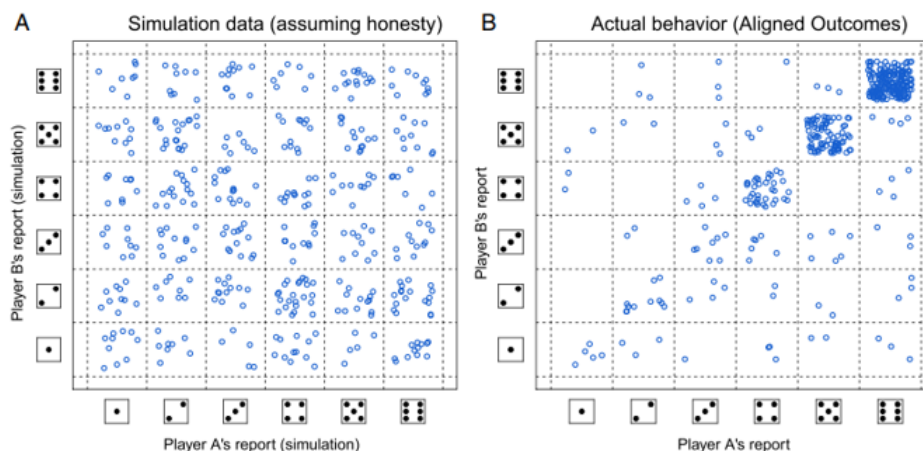 A
Simulation data (assuming honesty)
Player B's report (simulation)
Player A's report (simulation)
B
Actual behavior (Aligned Outcomes)
Player B's report
Player A's report